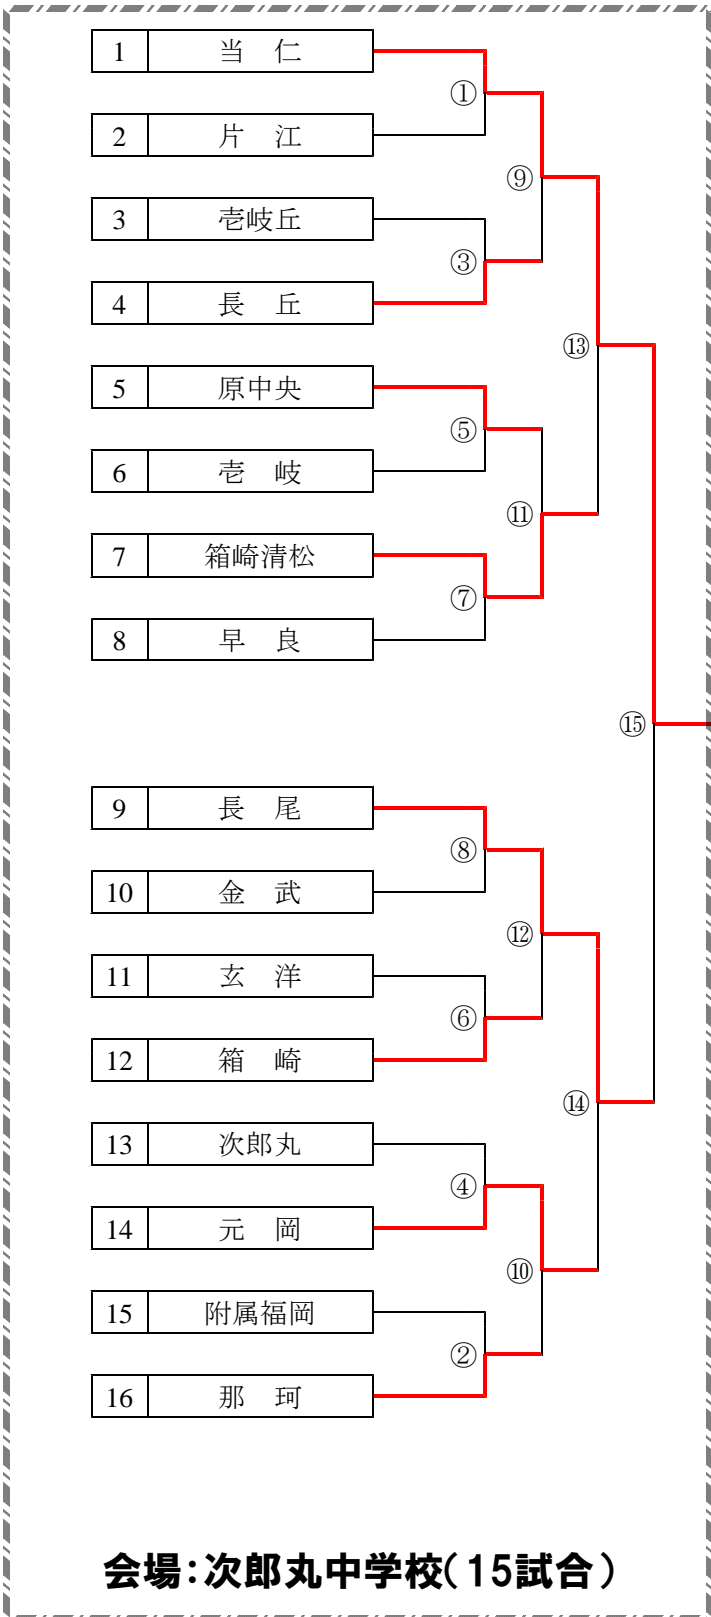 1 当 仁
①
2 片 江
⑨
3 壱岐丘
③
4 長 丘
⑬
5 原中央
⑤
6 壱 岐
⑪
7 箱崎清松
⑦
8 早 良
⑮
9 長 尾
⑧
10 金 武
⑫
11 玄 洋
⑥
12 箱 崎
⑭
13 次郎丸
④
14 元 岡
⑩
15 附属福岡
②
16 那 珂
会場：次郎丸中学校（15試合）